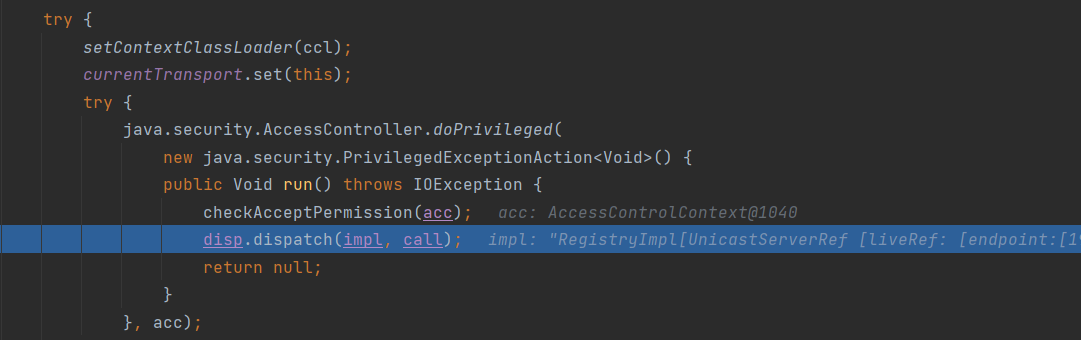 try {
setContextClassLoader(ccl);
currentTransport.set(this);
try {
java.security.AccessController.doPrivileged(
new java.security.PrivilegedExceptionAction<Void>() {
public Void run() throws IOException {
checkAcceptPermission(acc); acc: AccessControlContext@1040
disp.dispatch(impl, call); impl: "RegistryImpl[UnicastServerRef [liveRef: [endpoint:[1
return null;
}
}, acc);